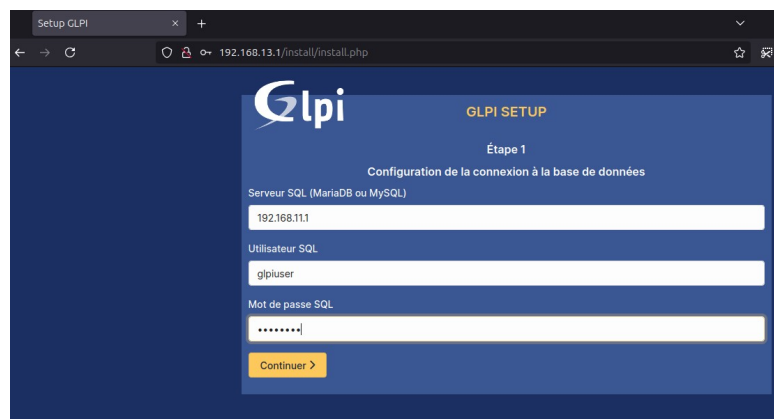 Setup GLPI
192.168.13.1/install/install.php
Glpi
GLPI SETUP
Étape 1
Configuration de la connexion à la base de données
Serveur SQL (MariaDB ou MySQL)
192.168.11.1
Utilisateur SQL
glpiuser
Mot de passe SQL
••••••••
Continuer